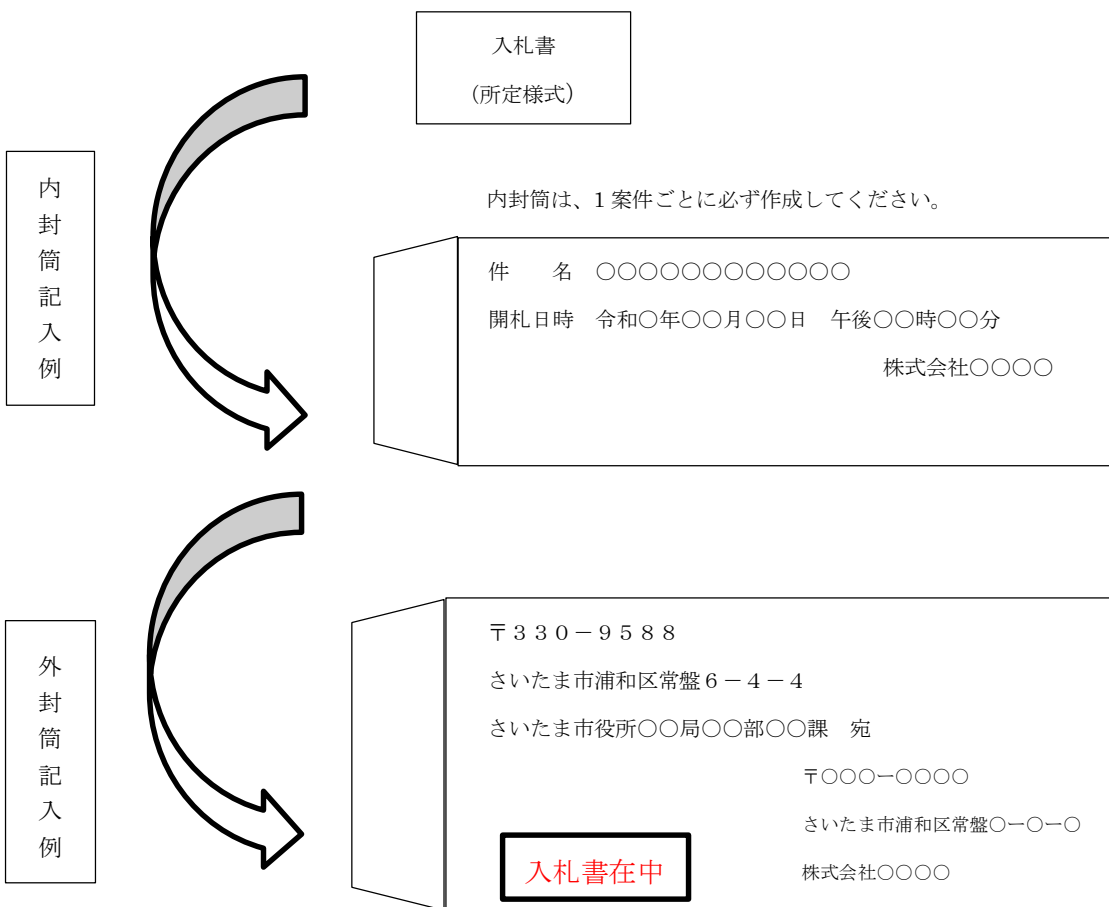 入札書
(所定様式)
内封筒記入例
内封筒は、1 案件ごとに必ず作成してください。
件　　名　○○○○○○○○○○○○
開札日時　令和○年○○月○○日　午後○○時○○分
株式会社○○○○
外封筒記入例
〒３３０－９５８８
さいたま市浦和区常盤６－４－４
さいたま市役所○○局○○部○○課　宛
〒○○○ー○○○○
さいたま市浦和区常盤○ー○ー○
株式会社○○○○
入札書在中